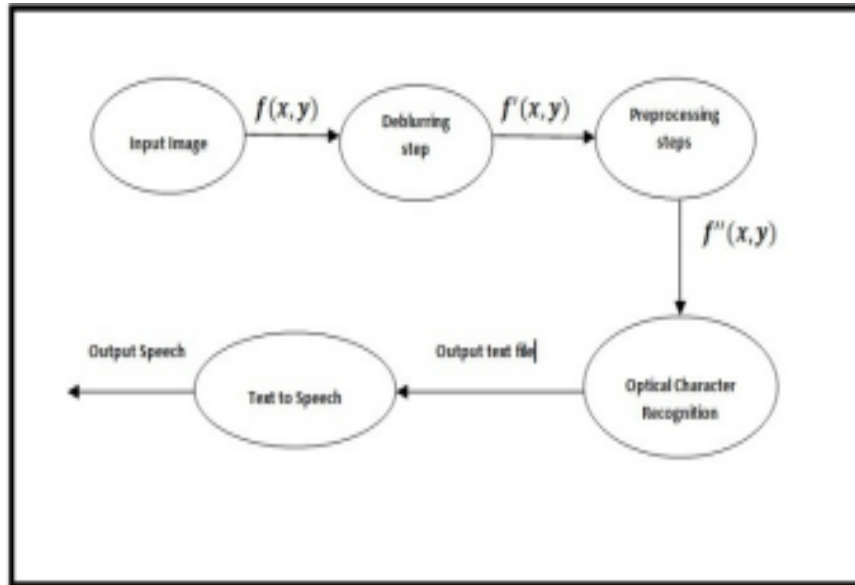 Input Image
f(x,y)
Deblurring
step
f'(x,y)
Preprocessing
steps
f''(x,y)
Optical Character
Recognition
Output text file
Text to Speech
Output Speech